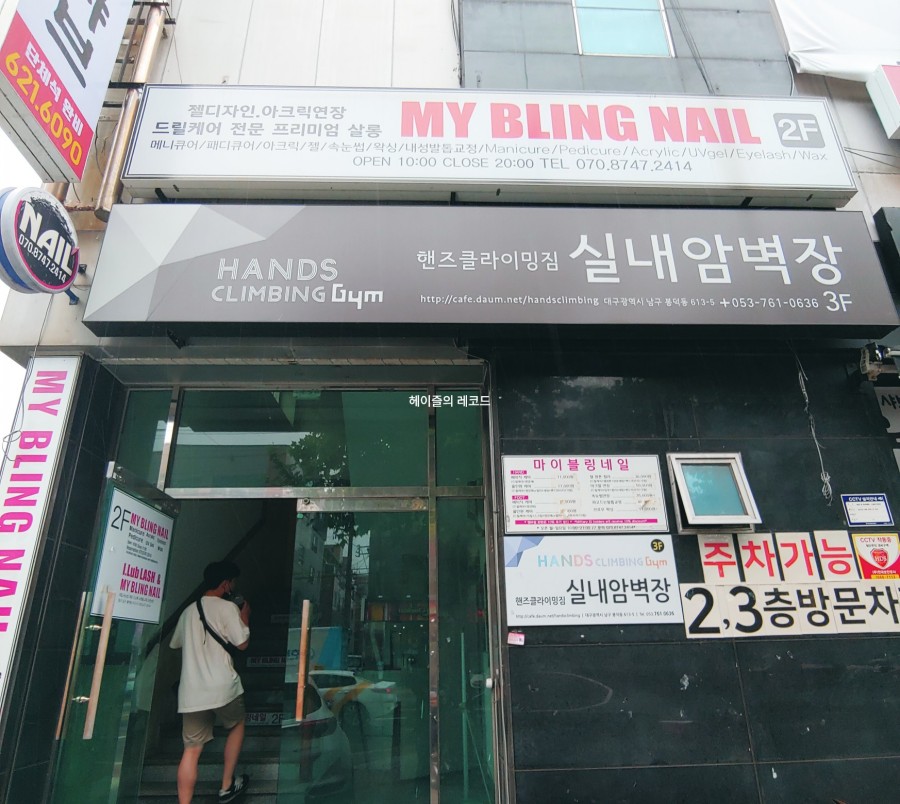 단체석 완비
621.6090
젤디자인.아크릭연장
드릴케어 전문 프리미엄 살롱
MY BLING NAIL 2F
메니큐어/패디큐어/아크릭/젤/속눈썹/왁싱/내성발톱교정/Manicure/Pedicure/Acrylic/UVgel/Eyelash/Wax
OPEN 10:00 CLOSE 20:00 TEL 070.8747.2414
NAIL
070.8747.2414
HANDS
CLIMBING Gym
핸즈클라이밍짐 실내암벽장
http://cafe.daum.net/handsclimbing 대구광역시 남구 봉덕동 613-5 +053-761-0636 3F
MY BLING NAIL
헤이즐의 레코드
2F MY BLING NAIL
LLub LASH &
MY BLING NAIL
마이블링네일
HANDS CLIMBING Gym 3F
핸즈클라이밍짐 실내암벽장
주차가능
2,3층방문차